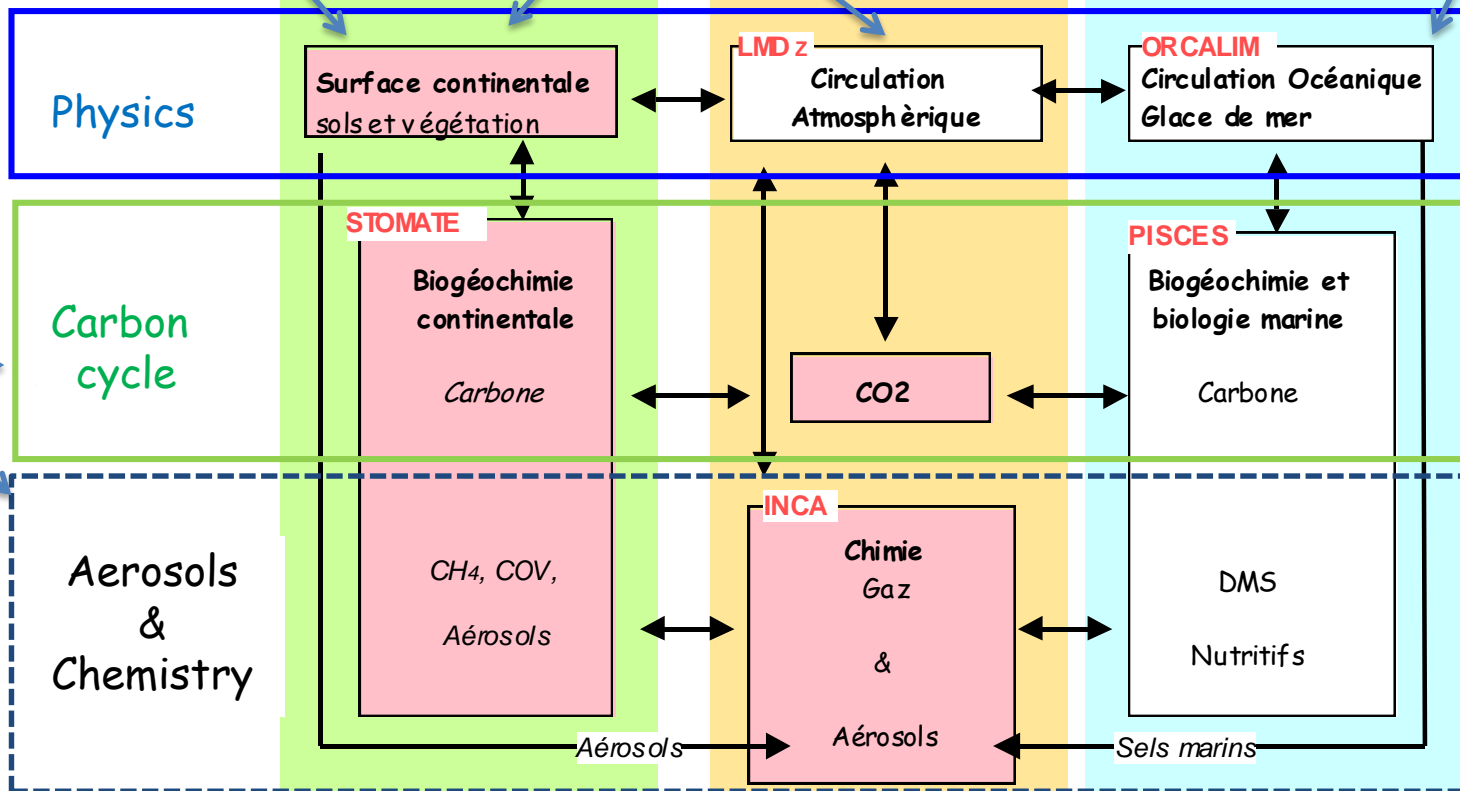 Physics
Surface continentale
sols et végétation
LMDz
Circulation
Atmosphèrique
ORCALIM
Circulation Océanique
Glace de mer
Carbon
cycle
STOMATE
Biogéochimie
continentale
Carbone
CO2
PISCES
Biogéochimie et
biologie marine
Carbone
Aerosols
&
Chemistry
CH4, COV,
Aérosols
INCA
Chimie
Gaz
&
Aérosols
DMS
Nutritifs
Aérosols
Sels marins